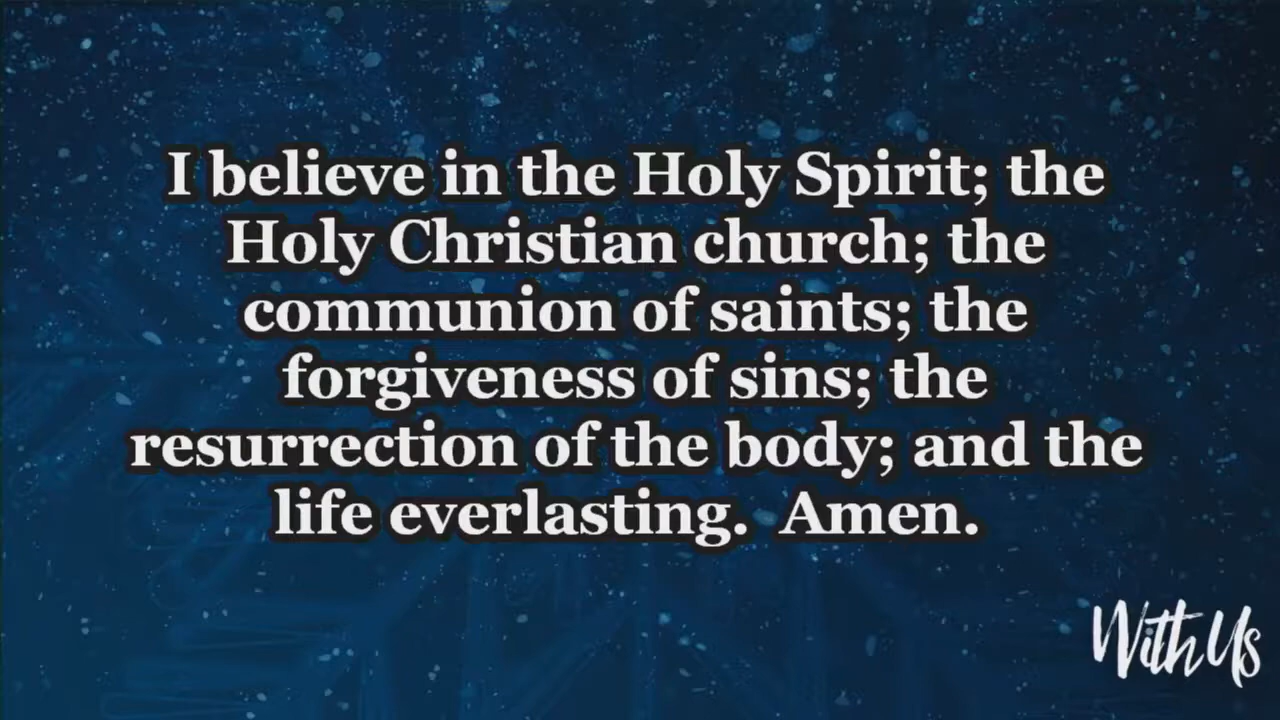 I believe in the Holy Spirit; the
Holy Christian church; the
communion of saints; the
forgiveness of sins; the
resurrection of the body; and the
life everlasting.  Amen.
With Us